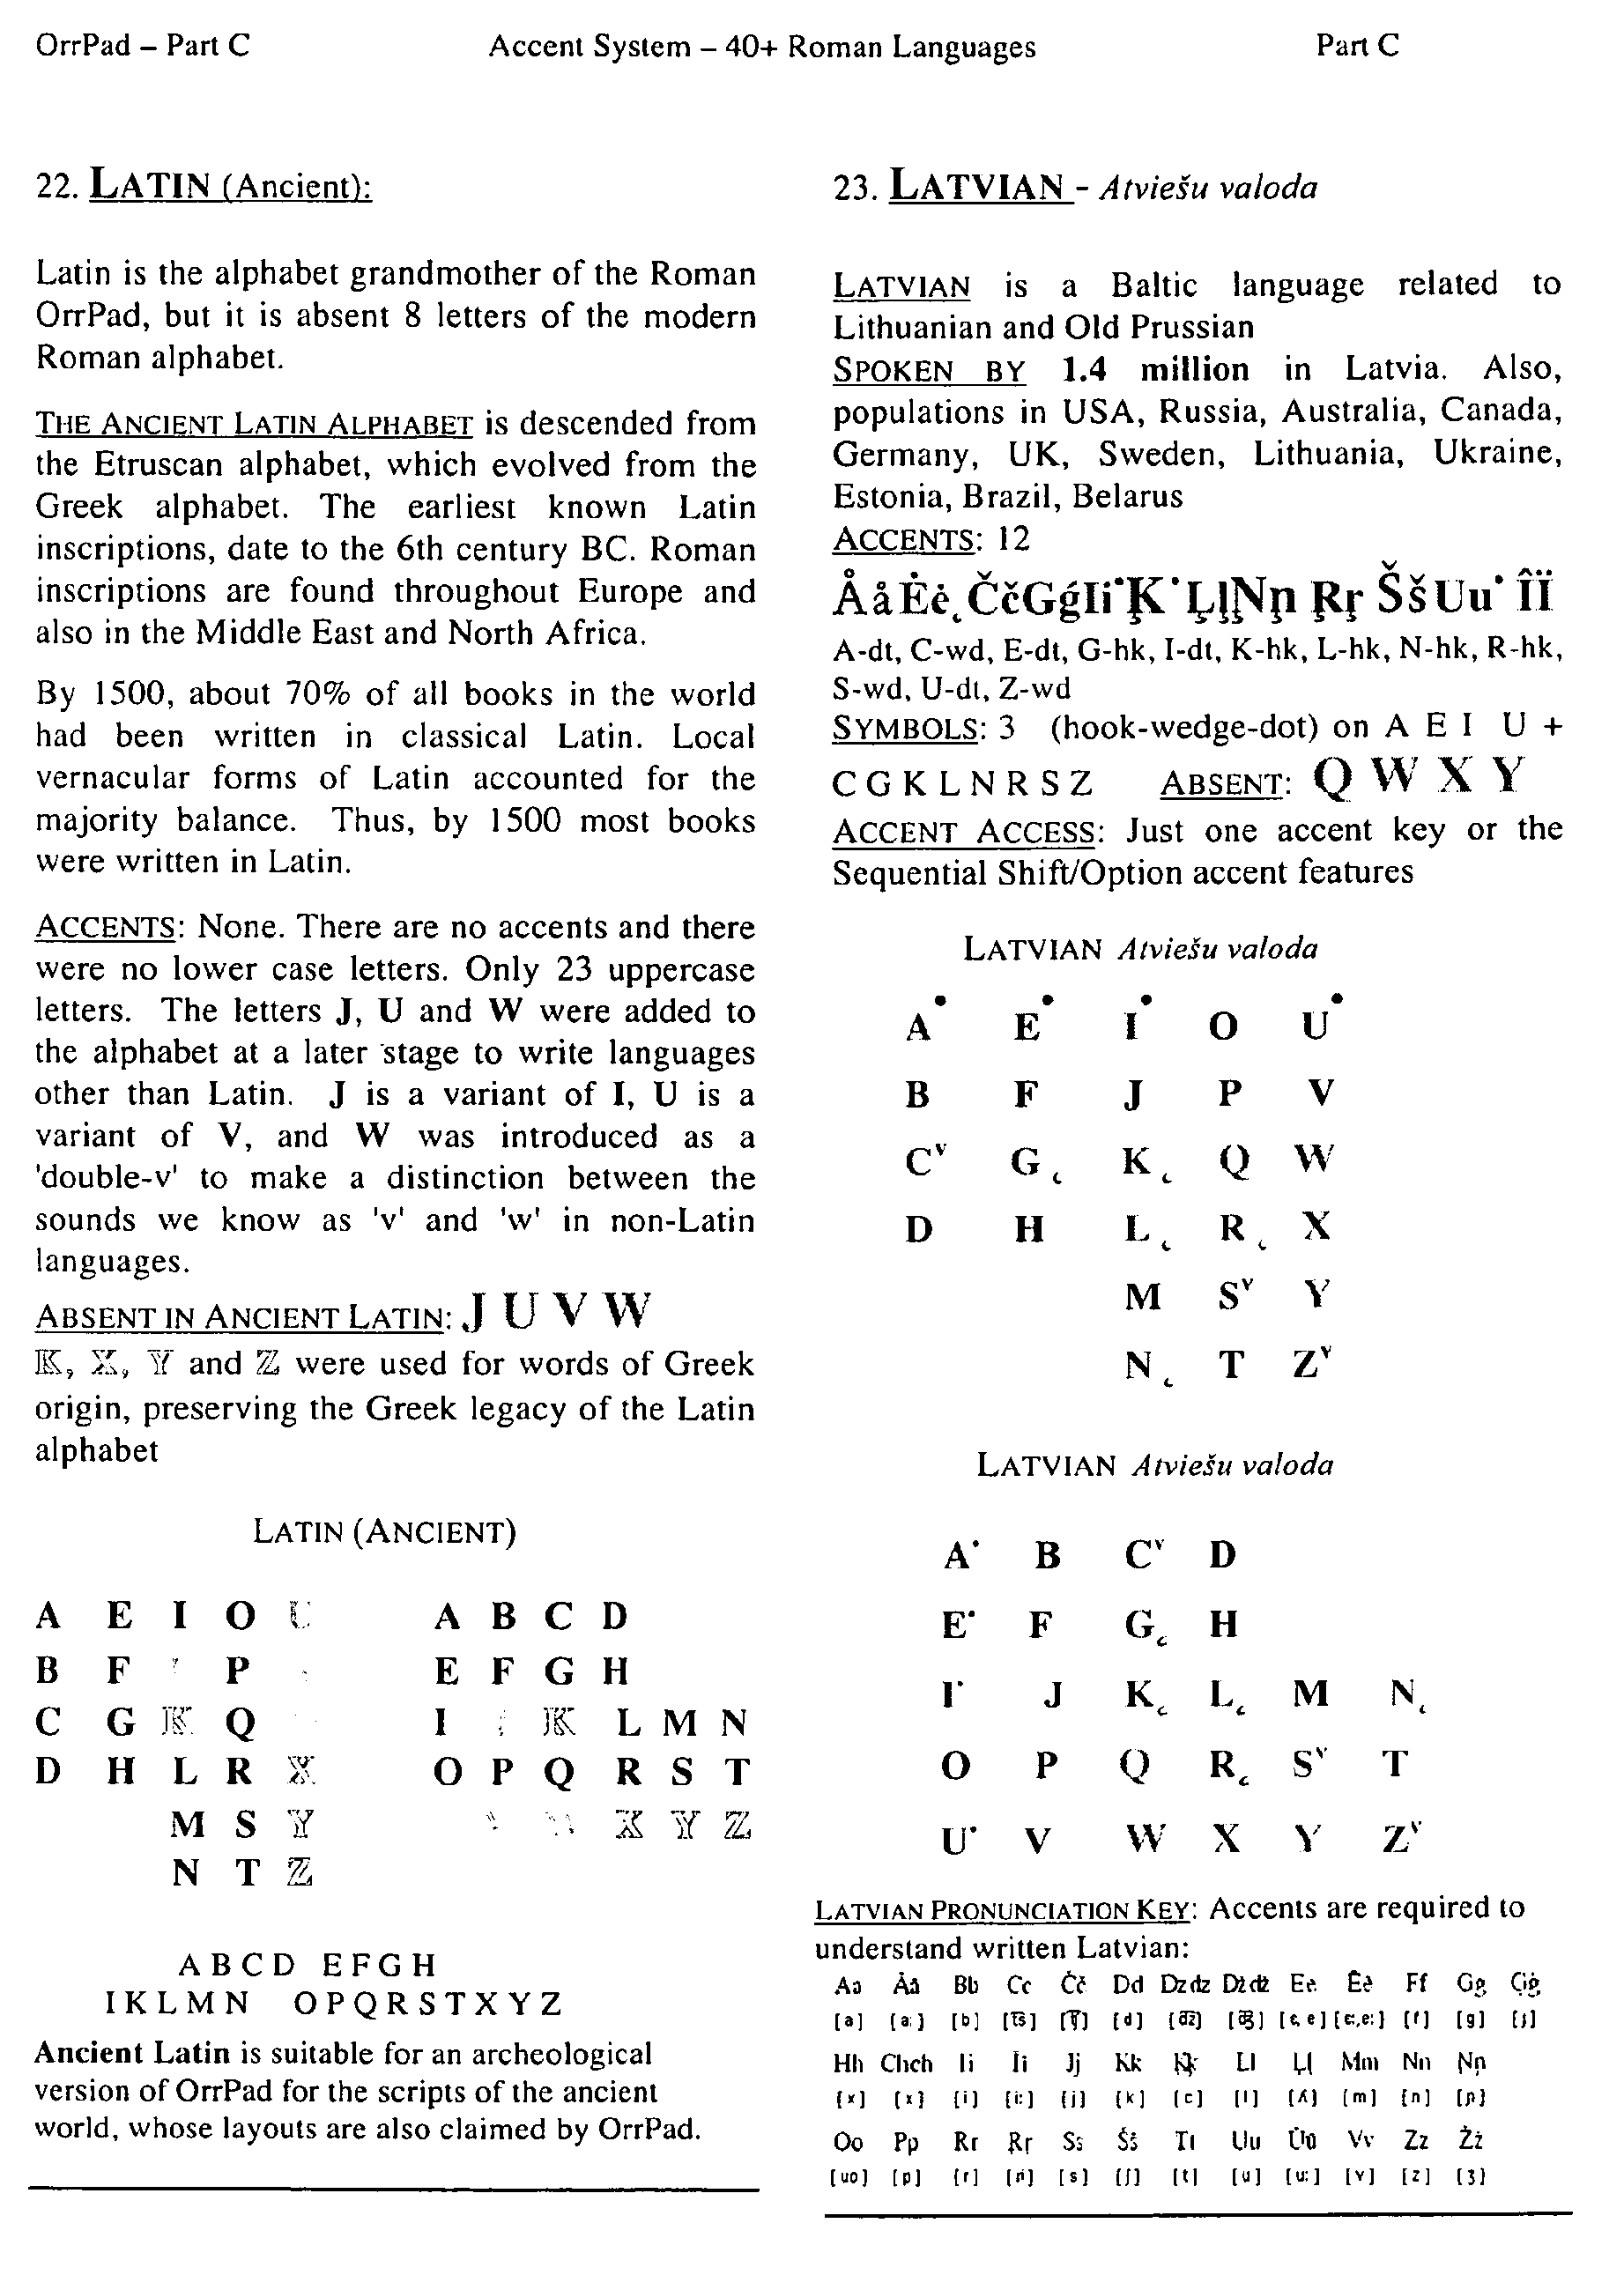 OrrPad – Part C
Accent System – 40+ Roman Languages
Part C
22. LATIN (Ancient):
Latin is the alphabet grandmother of the Roman
OrrPad, but it is absent 8 letters of the modern
Roman alphabet.
THE ANCIENT LATIN ALPHABET is descended from
the Etruscan alphabet, which evolved from the
Greek alphabet. The earliest known Latin
inscriptions, date to the 6th century BC. Roman
inscriptions are found throughout Europe and
also in the Middle East and North Africa.
By 1500, about 70% of all books in the world
had been written in classical Latin. Local
vernacular forms of Latin accounted for the
majority balance. Thus, by 1500 most books
were written in Latin.
ACCENTS: None. There are no accents and there
were no lower case letters. Only 23 uppercase
letters. The letters J, U and W were added to
the alphabet at a later stage to write languages
other than Latin. J is a variant of I, U is a
variant of V, and W was introduced as a
'double-v' to make a distinction between the
sounds we know as 'v' and 'w' in non-Latin
languages.
ABSENT IN ANCIENT LATIN: J U V W
K, X, Y and Z were used for words of Greek
origin, preserving the Greek legacy of the Latin
alphabet
LATIN (ANCIENT)
A E I O U
B F P
C G K Q
D H L R X
M S Y
N T Z
A B C D
E F G H
I K L M N
O P Q R S T
X Y Z
A B C D E F G H
I K L M N O P Q R S T X Y Z
Ancient Latin is suitable for an archeological
version of OrrPad for the scripts of the ancient
world, whose layouts are also claimed by OrrPad.
23. LATVIAN - Atviešu valoda
LATVIAN is a Baltic language related to
Lithuanian and Old Prussian
SPOKEN BY 1.4 million in Latvia. Also,
populations in USA, Russia, Australia, Canada,
Germany, UK, Sweden, Lithuania, Ukraine,
Estonia, Brazil, Belarus
ACCENTS: 12
ÅåĖė˛ČčGģIi˙Ķ˙ĻļŅņ Ŗŗ ŠšUu˙ ÎÏ
A-dt, C-wd, E-dt, G-hk, I-dt, K-hk, L-hk, N-hk, R-hk,
S-wd, U-dt, Z-wd
SYMBOLS: 3 (hook-wedge-dot) on A E I U +
C G K L N R S Z ABSENT: Q W X Y
ACCENT ACCESS: Just one accent key or the
Sequential Shift/Option accent features
LATVIAN Atviešu valoda
A• E• I• O U•
B F J P V
Cᵛ G˛ K˛ Q W
D H L˛ R˛ X
M Sᵛ Y
N˛ T Zᵛ
LATVIAN Atviešu valoda
A• B Cᵛ D
E• F G˛ H
I• J K˛ L˛ M N˛
O P Q R˛ Sᵛ T
U• V W X Y Zᵛ
LATVIAN PRONUNCIATION KEY: Accents are required to
understand written Latvian:
Aa Āā Bb Cc Čč Dd Dzdz Dždž Ee Ēē Ff Gg Ģģ
[a] [a:] [b] [ts] [tʃ] [d] [dz] [dʒ] [ɛ, e] [ɛ:,e:] [f] [g] [ɟ]
Hh Chch Ii Īi Jj Kk Ķķ Ll Ļļ Mm Nn Ņņ
[x] [x] [i] [i:] [j] [k] [c] [l] [ʎ] [m] [n] [ɲ]
Oo Pp Rr Ŗŗ Ss Šš Tt Uu Ūū Vv Zz Žž
[uo] [p] [r] [rʲ] [s] [ʃ] [t] [u] [u:] [v] [z] [ʒ]